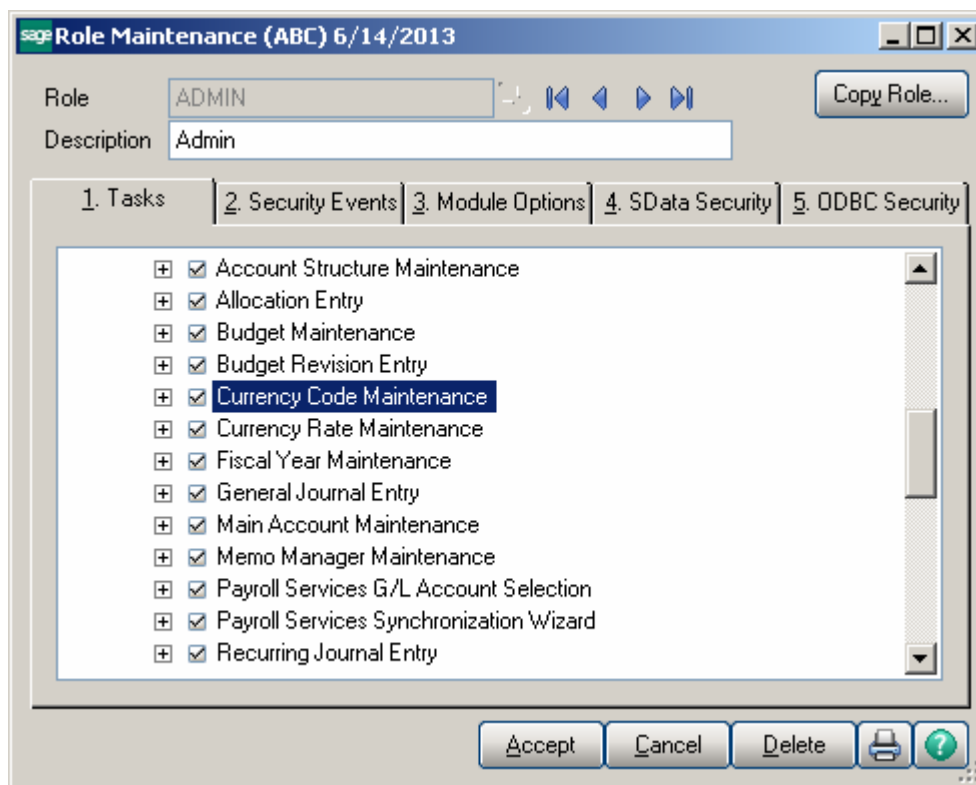 sage Role Maintenance (ABC) 6/14/2013
Role ADMIN Copy Role...
Description Admin
1. Tasks 2. Security Events 3. Module Options 4. SData Security 5. ODBC Security
Account Structure Maintenance
Allocation Entry
Budget Maintenance
Budget Revision Entry
Currency Code Maintenance
Currency Rate Maintenance
Fiscal Year Maintenance
General Journal Entry
Main Account Maintenance
Memo Manager Maintenance
Payroll Services G/L Account Selection
Payroll Services Synchronization Wizard
Recurring Journal Entry
Accept Cancel Delete ?